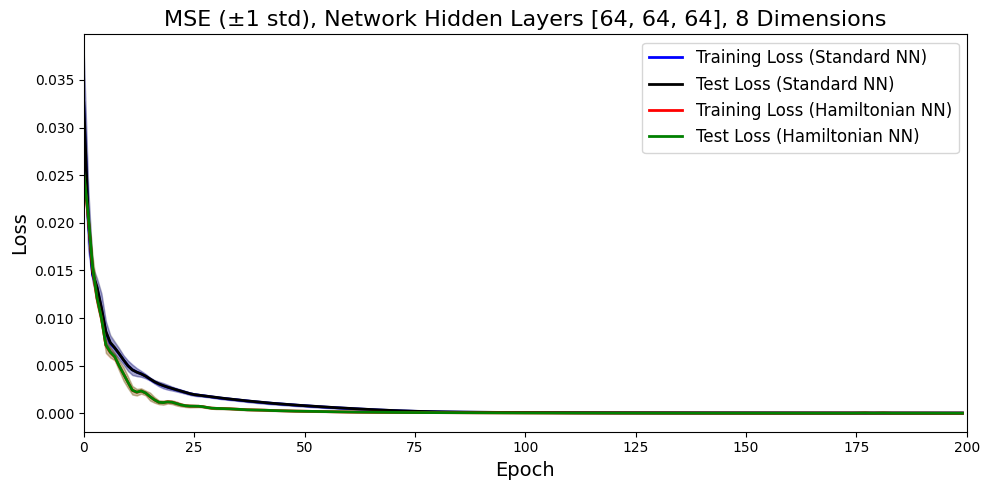 MSE (±1 std), Network Hidden Layers [64, 64, 64], 8 Dimensions
Training Loss (Standard NN)
Test Loss (Standard NN)
Training Loss (Hamiltonian NN)
Test Loss (Hamiltonian NN)
Loss
0.035
0.030
0.025
0.020
0.015
0.010
0.005
0.000
0 25 50 75 100 125 150 175 200
Epoch